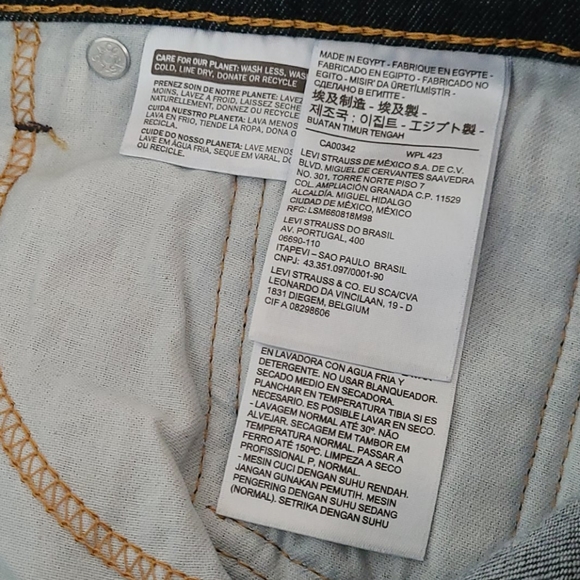 CARE FOR OUR PLANET: WASH LESS, WAS
COLD, LINE DRY, DONATE OR RECYCLE
PRENEZ SOIN DE NOTRE PLANETE: LAVEZ
MOINS, LAVEZ A FROID, LAISSEZ SECHE
NATURELLEMENT, DONNEZ OU RECYCLE
CUIDA NUESTRO PLANETA: LAVA MENOS
LAVA EN FRIO, TIENDE LA ROPA, DONA O
CUIDE DO NOSSO PLANETA: LAVE MENOS
LAVE EM ÁGUA FRIA, SEQUE EM VARAL, DO
MADE IN EGYPT - FABRIQUE EN EGYPTE -
FABRICADO EN EGIPTO - FABRICADO NO
EGITO - MISIR'DA ÜRETİLMİSTİR -
СДЕЛАНО В ЕГИПТЕ -
埃及制造 - 埃及製 -
제조국 : 이집트 - エジプト製 -
BUATAN TIMUR TENGAH
CA00342 WPL 423
LEVI STRAUSS DE MÉXICO S.A. DE C.V.
BLVD. MIGUEL DE CERVANTES SAAVEDRA
NO. 301, TORRE NORTE PISO 7
COL. AMPLIACIÓN GRANADA C.P. 11529
ALCALDÍA. MIGUEL HIDALGO
CIUDAD DE MÉXICO, MÉXICO
RFC: LSM660818M98
LEVI STRAUSS DO BRASIL
AV. PORTUGAL, 400
06690-110
ITAPEVI – SAO PAULO BRASIL
CNPJ: 43.351.097/0001-90
LEVI STRAUSS & CO. EU SCA/CVA
LEONARDO DA VINCILAAN, 19 - D
1831 DIEGEM, BELGIUM
CIF A 08298606
EN LAVADORA CON AGUA FRIA Y
DETERGENTE. NO USAR BLANQUEADOR.
SECADO MEDIO EN SECADORA.
PLANCHAR EN TEMPERATURA TIBIA SI ES
NECESARIO. ES POSIBLE LAVAR EN SECO.
- LAVAGEM NORMAL ATÉ 30º. NÃO
ALVEJAR. SECAGEM EM TAMBOR EM
TEMPERATURA NORMAL. PASSAR A
FERRO ATÉ 150ºC. LIMPEZA A SECO
PROFISSIONAL P, NORMAL.
- MESIN CUCI DENGAN SUHU RENDAH.
JANGAN GUNAKAN PEMUTIH. MESIN
PENGERING DENGAN SUHU SEDANG
(NORMAL). SETRIKA DENGAN SUHU